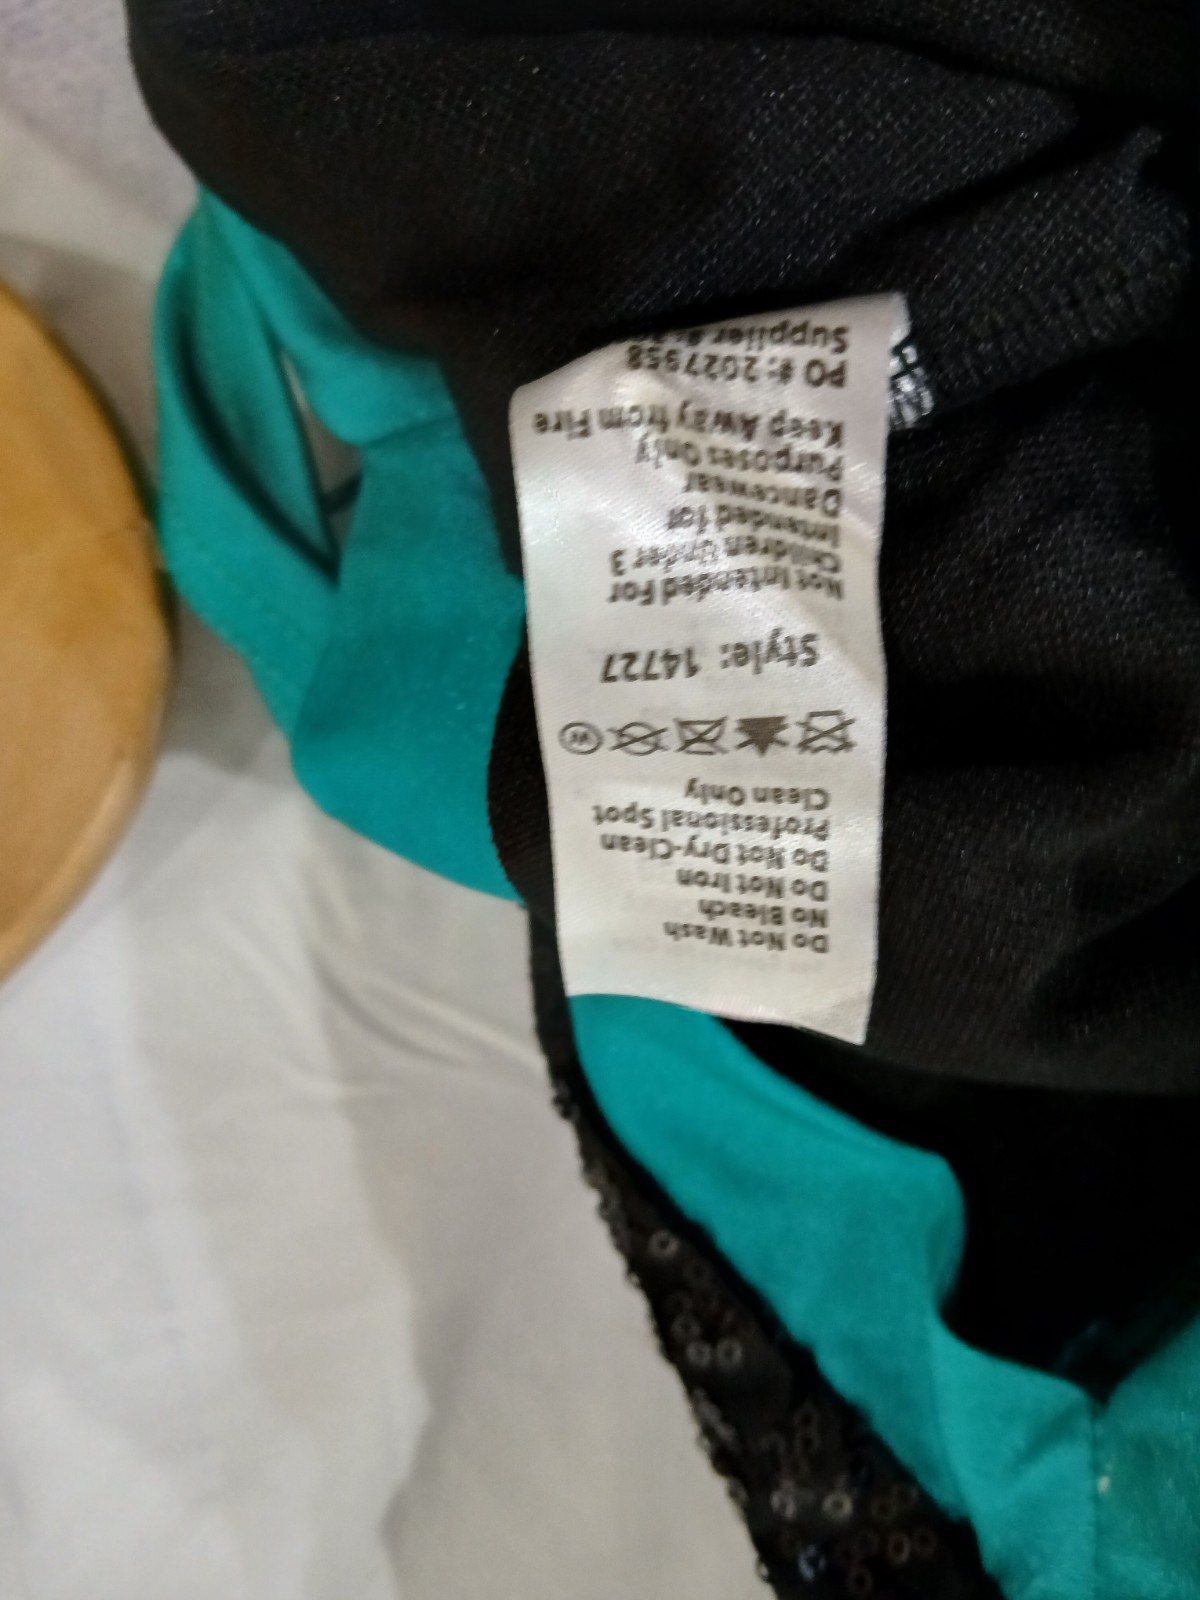 Do Not Wash
No Bleach
Do Not Iron
Do Not Dry-Clean
Professional Spot
Clean Only
W
Style: 14727
Not Intended For
Children Under 3
Intended for
Dancewear
Purposes Only
Keep Away from Fire
PO #: 2027958
Supplier #: